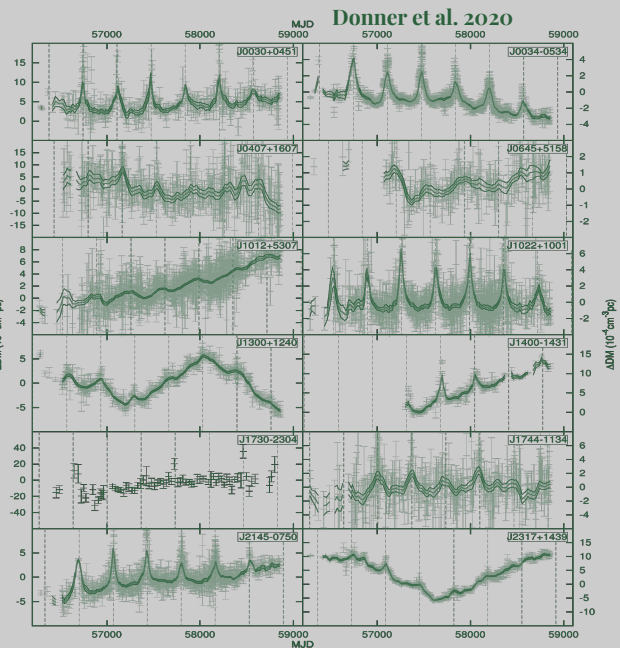 Donner et al. 2020
MJD
57000 58000 59000 57000 58000 59000
J0030+0451 J0034-0534
15 10 5 0
4 2 0 -2 -4
J0407+1607 J0645+5158
15 10 5 0 -5 -10 -15
2 1 0 -1 -2
J1012+5307 J1022+1001
8 6 4 2 0 -2 -4
6 4 2 0 -2 -4
J1300+1240 J1400-1431
5 0 -5
15 10 5 0
ΔDM (10⁻⁴cm⁻³pc)
J1730-2304 J1744-1134
40 20 0 -20 -40
6 4 2 0 -2 -4
J2145-0750 J2317+1439
5 0 -5
15 10 5 0 -5 -10
57000 58000 59000 57000 58000 59000
MJD